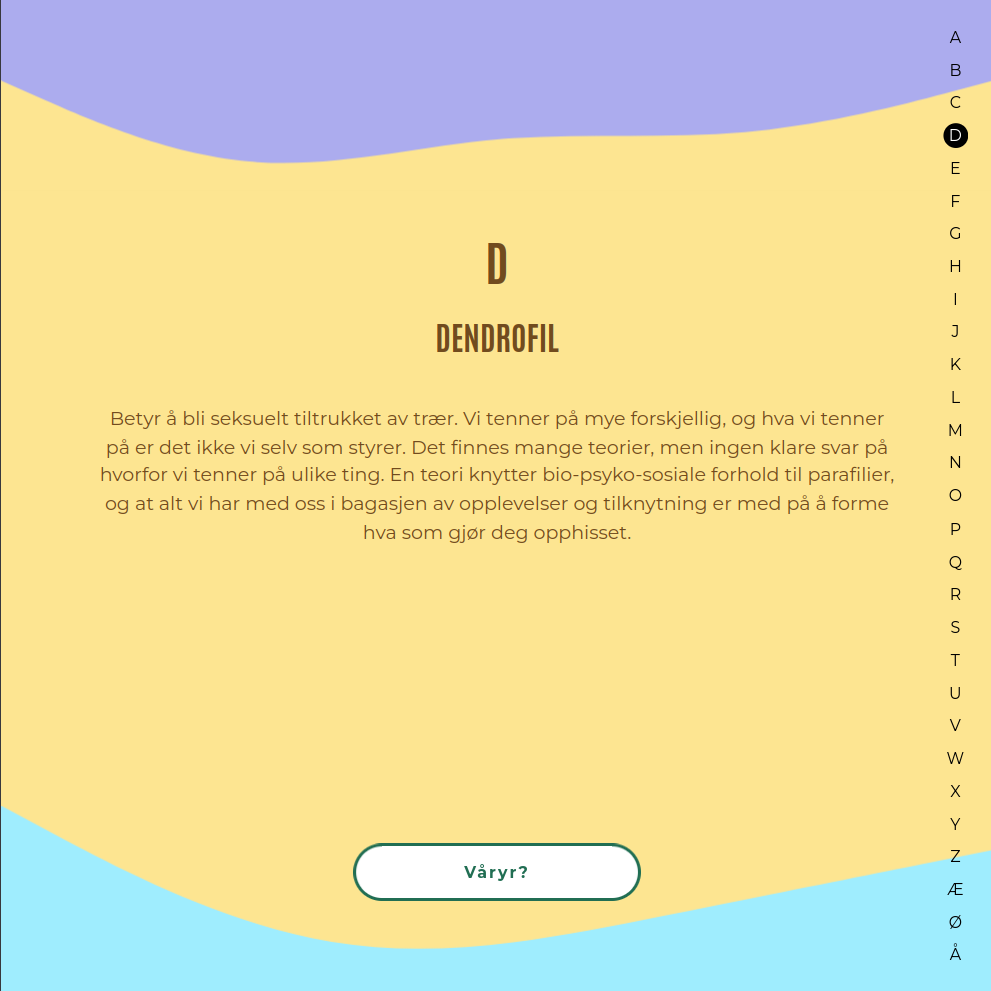 D
DENDROFIL
Betyr å bli seksuelt tiltrukket av trær. Vi tenner på mye forskjellig, og hva vi tenner
på er det ikke vi selv som styrer. Det finnes mange teorier, men ingen klare svar på
hvorfor vi tenner på ulike ting. En teori knytter bio-psyko-sosiale forhold til parafilier,
og at alt vi har med oss i bagasjen av opplevelser og tilknytning er med på å forme
hva som gjør deg opphisset.
Våryr?
A
B
C
D
E
F
G
H
I
J
K
L
M
N
O
P
Q
R
S
T
U
V
W
X
Y
Z
Æ
Ø
Å